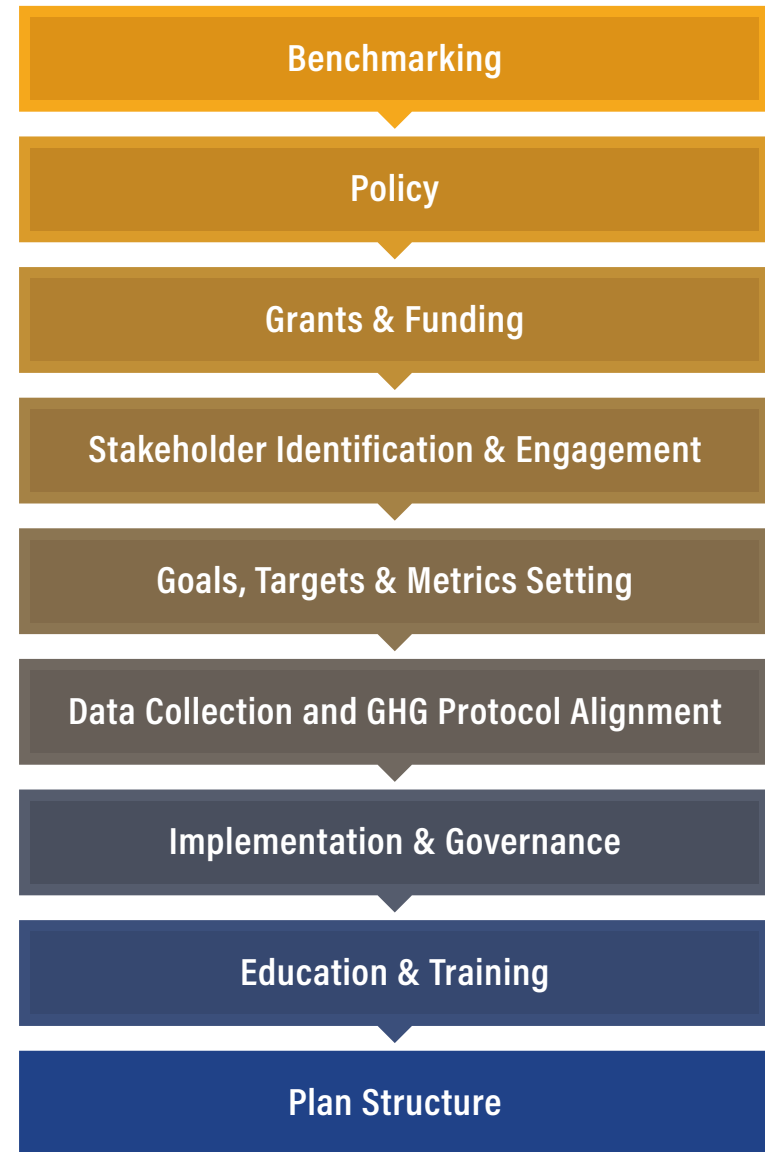 Benchmarking
Policy
Grants & Funding
Stakeholder Identification & Engagement
Goals, Targets & Metrics Setting
Data Collection and GHG Protocol Alignment
Implementation & Governance
Education & Training
Plan Structure